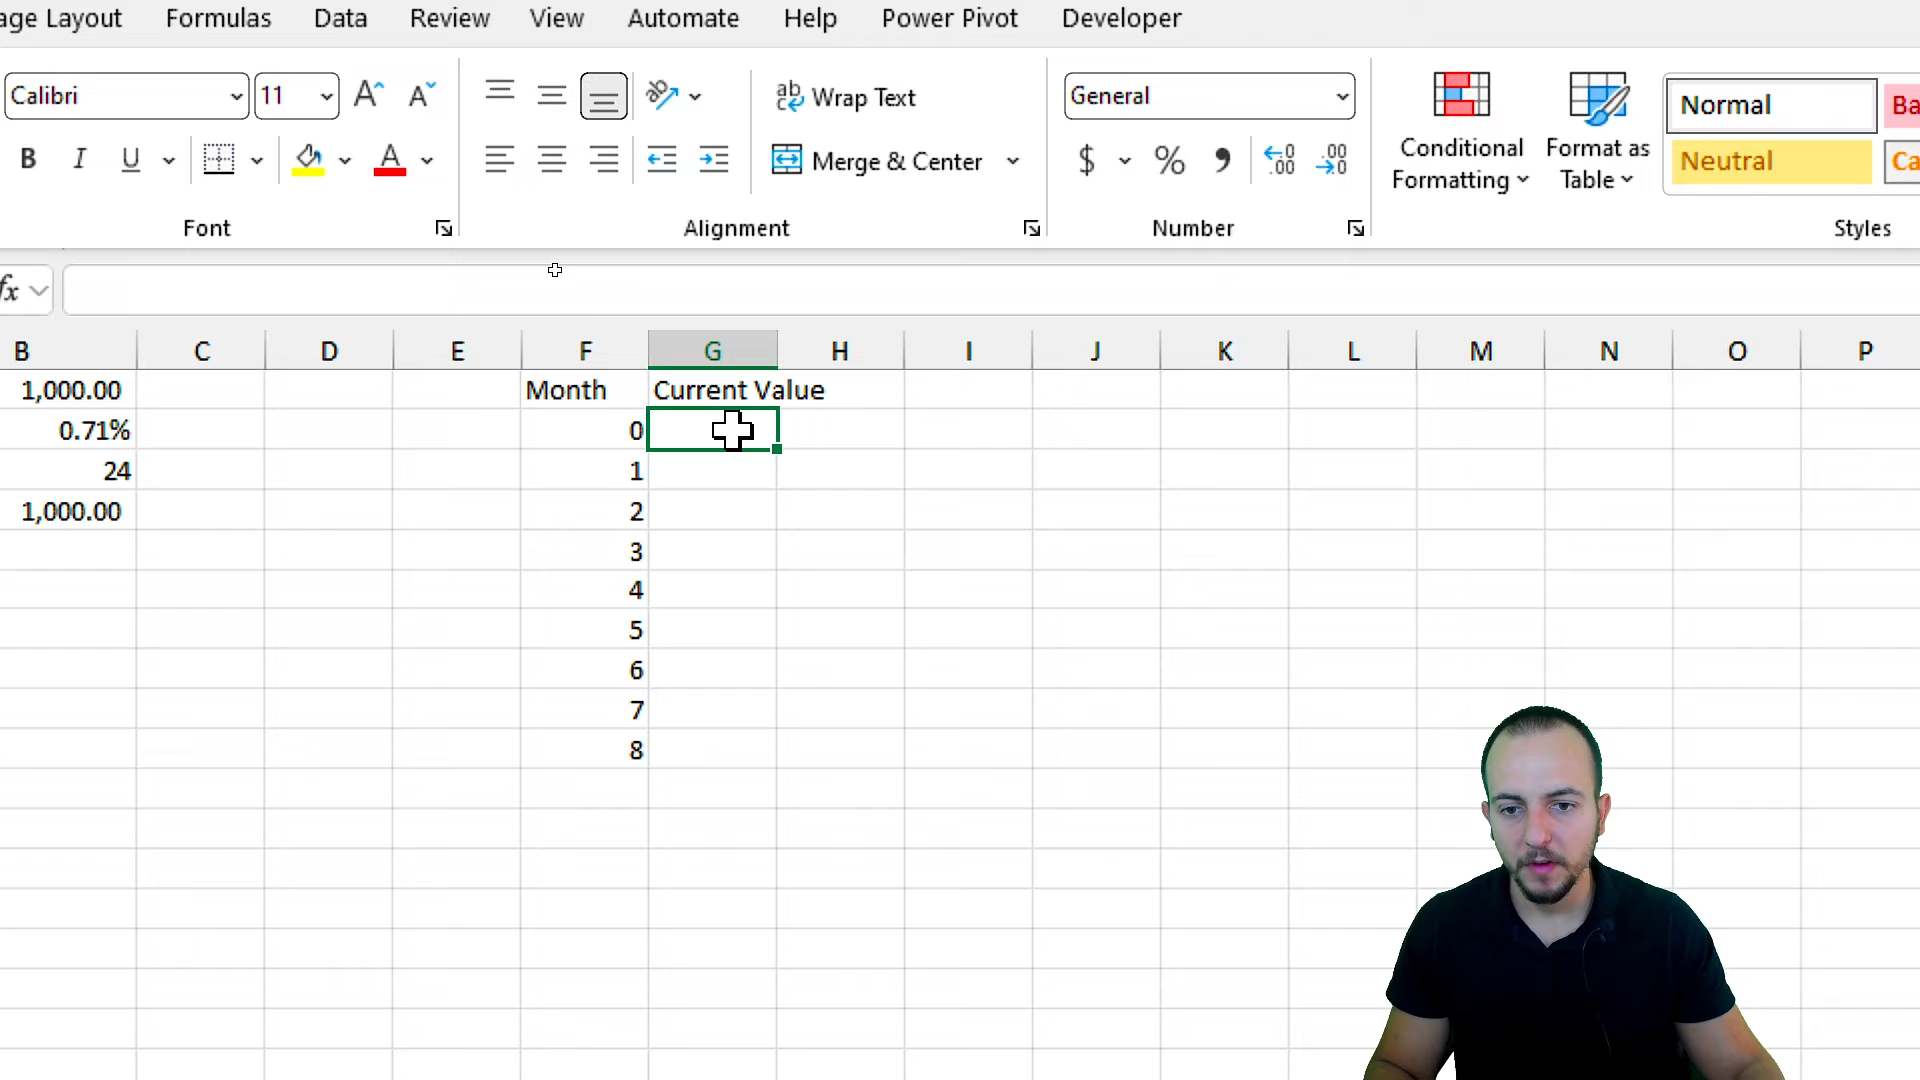 age Layout Formulas Data Review View Automate Help Power Pivot Developer
Calibri 11 A A ab Wrap Text General Conditional Formatting Format as Table Normal Ba
B I U A Merge & Center $ % Neutral Ca
Font Alignment Number Styles
fx
B C D E F G H I J K L M N O P
1,000.00 Month Current Value
0.71% 0
24 1
1,000.00 2
3
4
5
6
7
8